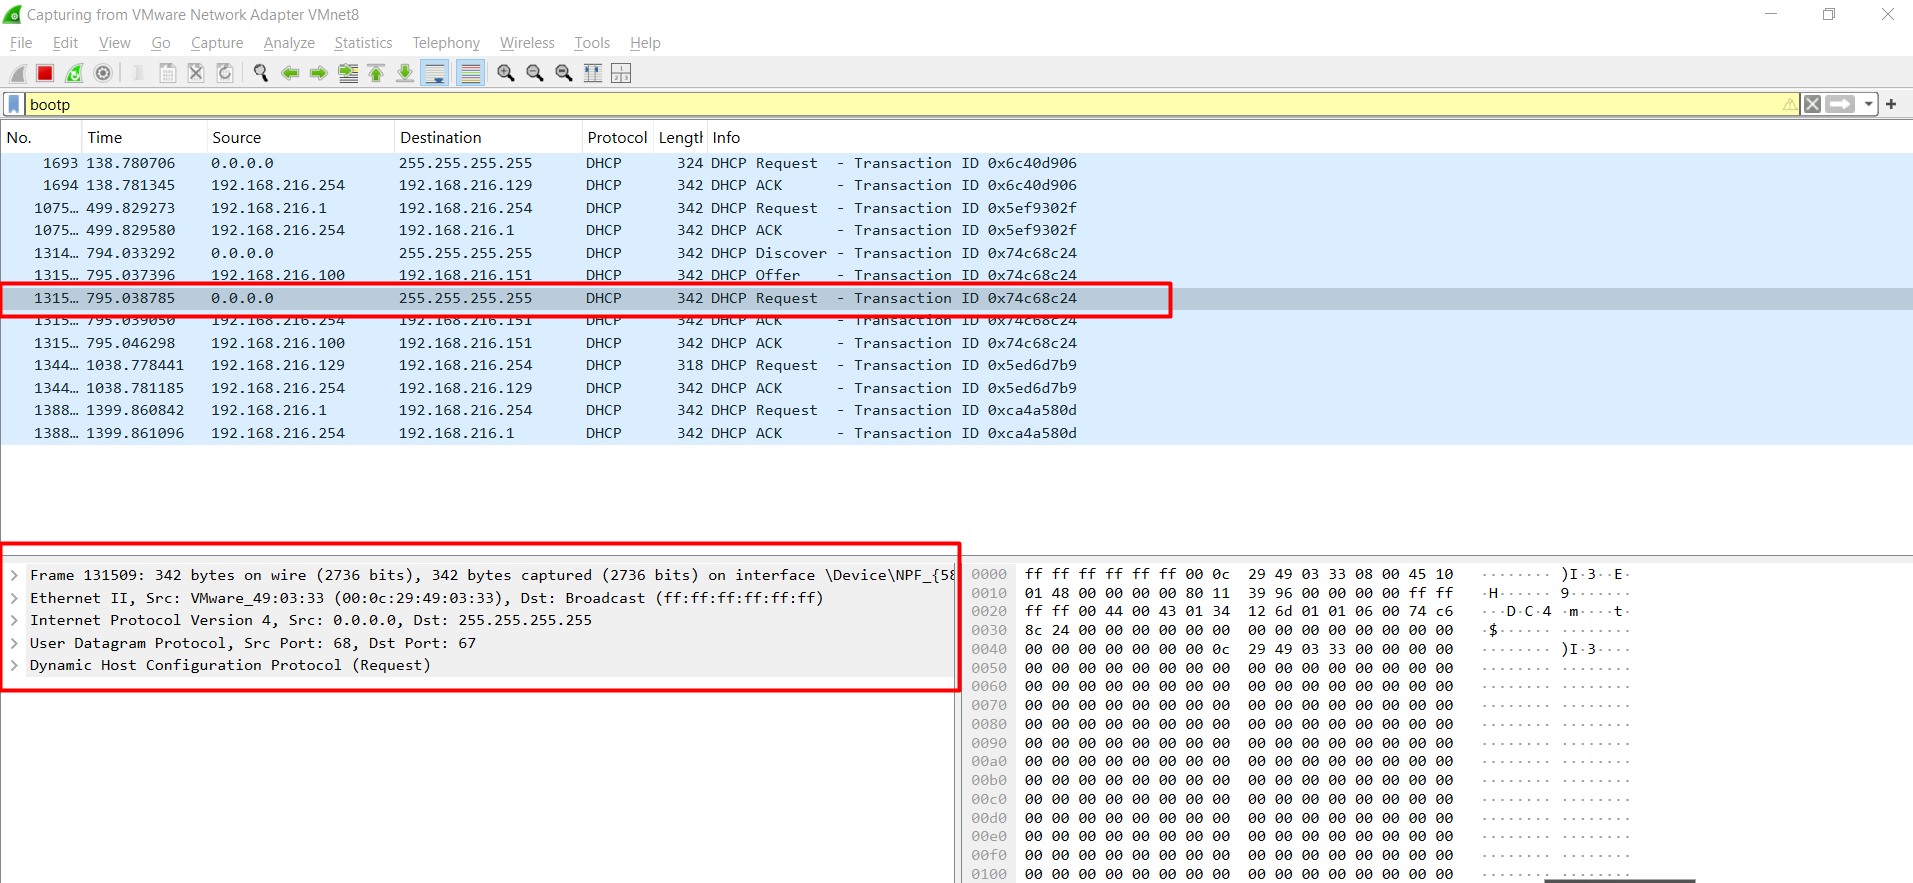 Capturing from VMware Network Adapter VMnet8
File Edit View Go Capture Analyze Statistics Telephony Wireless Tools Help
bootp
No. Time Source Destination Protocol Length Info
1693 138.780706 0.0.0.0 255.255.255.255 DHCP 324 DHCP Request - Transaction ID 0x6c40d906
1694 138.781345 192.168.216.254 192.168.216.129 DHCP 342 DHCP ACK - Transaction ID 0x6c40d906
1075… 499.829273 192.168.216.1 192.168.216.254 DHCP 342 DHCP Request - Transaction ID 0x5ef9302f
1075… 499.829580 192.168.216.254 192.168.216.1 DHCP 342 DHCP ACK - Transaction ID 0x5ef9302f
1314… 794.033292 0.0.0.0 255.255.255.255 DHCP 342 DHCP Discover - Transaction ID 0x74c68c24
1315… 795.037396 192.168.216.100 192.168.216.151 DHCP 342 DHCP Offer - Transaction ID 0x74c68c24
1315… 795.038785 0.0.0.0 255.255.255.255 DHCP 342 DHCP Request - Transaction ID 0x74c68c24
1315… 795.039050 192.168.216.254 192.168.216.151 DHCP 342 DHCP ACK - Transaction ID 0x74c68c24
1315… 795.046298 192.168.216.100 192.168.216.151 DHCP 342 DHCP ACK - Transaction ID 0x74c68c24
1344… 1038.778441 192.168.216.129 192.168.216.254 DHCP 318 DHCP Request - Transaction ID 0x5ed6d7b9
1344… 1038.781185 192.168.216.254 192.168.216.129 DHCP 342 DHCP ACK - Transaction ID 0x5ed6d7b9
1388… 1399.860842 192.168.216.1 192.168.216.254 DHCP 342 DHCP Request - Transaction ID 0xca4a580d
1388… 1399.861096 192.168.216.254 192.168.216.1 DHCP 342 DHCP ACK - Transaction ID 0xca4a580d
Frame 131509: 342 bytes on wire (2736 bits), 342 bytes captured (2736 bits) on interface \Device\NPF_{58
Ethernet II, Src: VMware_49:03:33 (00:0c:29:49:03:33), Dst: Broadcast (ff:ff:ff:ff:ff:ff)
Internet Protocol Version 4, Src: 0.0.0.0, Dst: 255.255.255.255
User Datagram Protocol, Src Port: 68, Dst Port: 67
Dynamic Host Configuration Protocol (Request)
0000 ff ff ff ff ff ff 00 0c 29 49 03 33 08 00 45 10 ········ )I·3··E·
0010 01 48 00 00 00 00 80 11 39 96 00 00 00 00 ff ff ·H······ 9·······
0020 ff ff 00 44 00 43 01 34 12 6d 01 01 06 00 74 c6 ···D·C·4 ·m····t·
0030 8c 24 00 00 00 00 00 00 00 00 00 00 00 00 00 00 ·$······ ········
0040 00 00 00 00 00 00 00 0c 29 49 03 33 00 00 00 00 ········ )I·3····
0050 00 00 00 00 00 00 00 00 00 00 00 00 00 00 00 00 ········ ········
0060 00 00 00 00 00 00 00 00 00 00 00 00 00 00 00 00 ········ ········
0070 00 00 00 00 00 00 00 00 00 00 00 00 00 00 00 00 ········ ········
0080 00 00 00 00 00 00 00 00 00 00 00 00 00 00 00 00 ········ ········
0090 00 00 00 00 00 00 00 00 00 00 00 00 00 00 00 00 ········ ········
00a0 00 00 00 00 00 00 00 00 00 00 00 00 00 00 00 00 ········ ········
00b0 00 00 00 00 00 00 00 00 00 00 00 00 00 00 00 00 ········ ········
00c0 00 00 00 00 00 00 00 00 00 00 00 00 00 00 00 00 ········ ········
00d0 00 00 00 00 00 00 00 00 00 00 00 00 00 00 00 00 ········ ········
00e0 00 00 00 00 00 00 00 00 00 00 00 00 00 00 00 00 ········ ········
00f0 00 00 00 00 00 00 00 00 00 00 00 00 00 00 00 00 ········ ········
0100 00 00 00 00 00 00 00 00 00 00 00 00 00 00 00 00 ········ ········